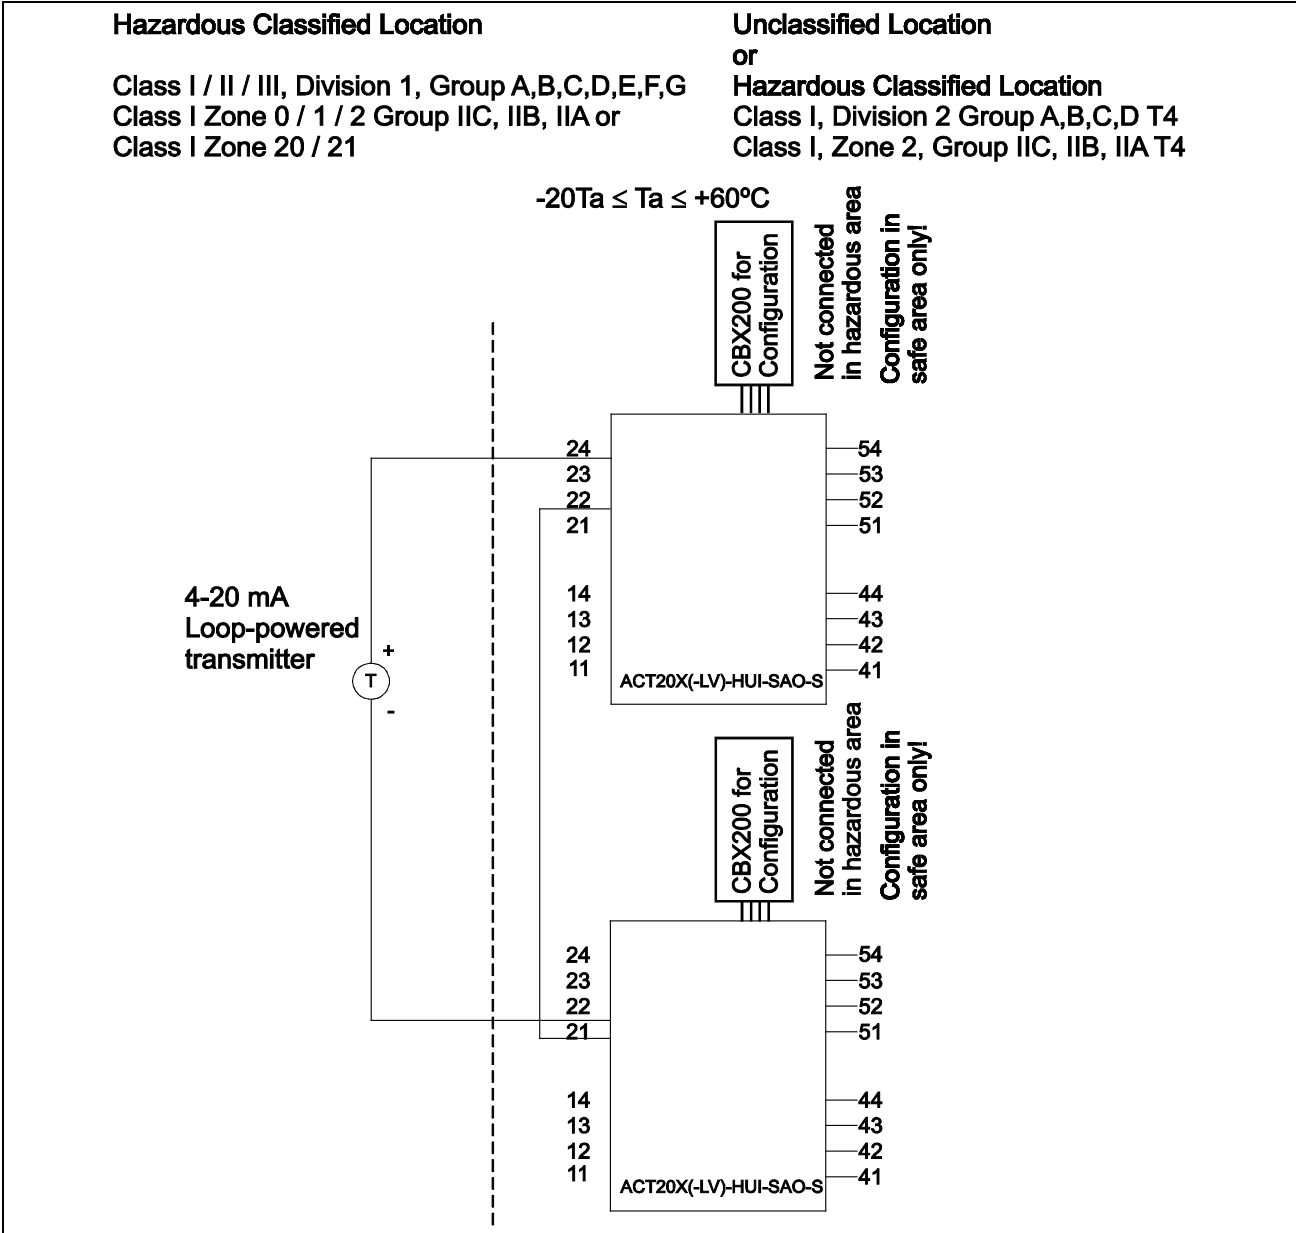 Hazardous Classified Location
Class I / II / III, Division 1, Group A,B,C,D,E,F,G
Class I Zone 0 / 1 / 2 Group IIC, IIB, IIA or
Class I Zone 20 / 21
Unclassified Location
or
Hazardous Classified Location
Class I, Division 2 Group A,B,C,D T4
Class I, Zone 2, Group IIC, IIB, IIA T4
-20Ta ≤ Ta ≤ +60ºC
CBX200 for
Configuration
Not connected
in hazardous area
Configuration in
safe area only!
24
23
22
21
14
13
12
11
54
53
52
51
44
43
42
41
ACT20X(-LV)-HUI-SAO-S
4-20 mA
Loop-powered
transmitter
+
T
-
CBX200 for
Configuration
Not connected
in hazardous area
Configuration in
safe area only!
24
23
22
21
14
13
12
11
54
53
52
51
44
43
42
41
ACT20X(-LV)-HUI-SAO-S